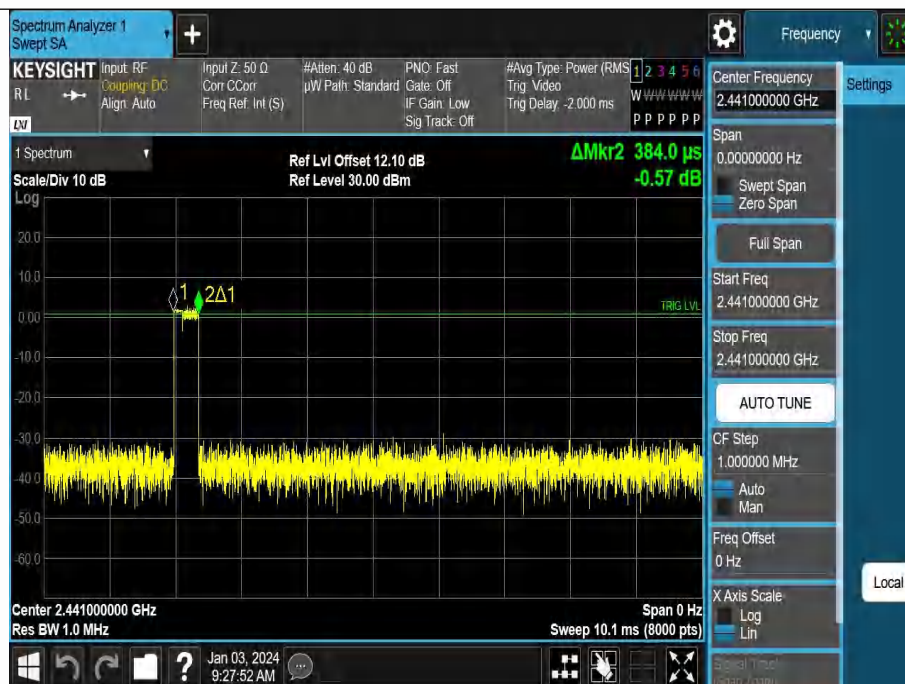 Spectrum Analyzer 1
Swept SA
+
Frequency
KEYSIGHT
RL
LXI
Input: RF
Coupling: DC
Align: Auto
Input Z: 50 Ω
Corr CCorr
Freq Ref: Int (S)
#Atten: 40 dB
µW Path: Standard
PNO: Fast
Gate: Off
IF Gain: Low
Sig Track: Off
#Avg Type: Power (RMS
Trig: Video
Trig Delay: -2.000 ms
1 2 3 4 5 6
W W W W W W
P P P P P P
Center Frequency
2.441000000 GHz
Settings
Span
0.00000000 Hz
Swept Span
Zero Span
Full Span
Start Freq
2.441000000 GHz
Stop Freq
2.441000000 GHz
AUTO TUNE
CF Step
1.000000 MHz
Auto
Man
Freq Offset
0 Hz
X Axis Scale
Log
Lin
Local
1 Spectrum
Scale/Div 10 dB
Ref Lvl Offset 12.10 dB
Ref Level 30.00 dBm
ΔMkr2 384.0 µs
-0.57 dB
Log
20.0
10.0
0.00
-10.0
-20.0
-30.0
-40.0
-50.0
-60.0
1
2Δ1
TRIG LVL
Center 2.441000000 GHz
Res BW 1.0 MHz
Span 0 Hz
Sweep 10.1 ms (8000 pts)
?
Jan 03, 2024
9:27:52 AM